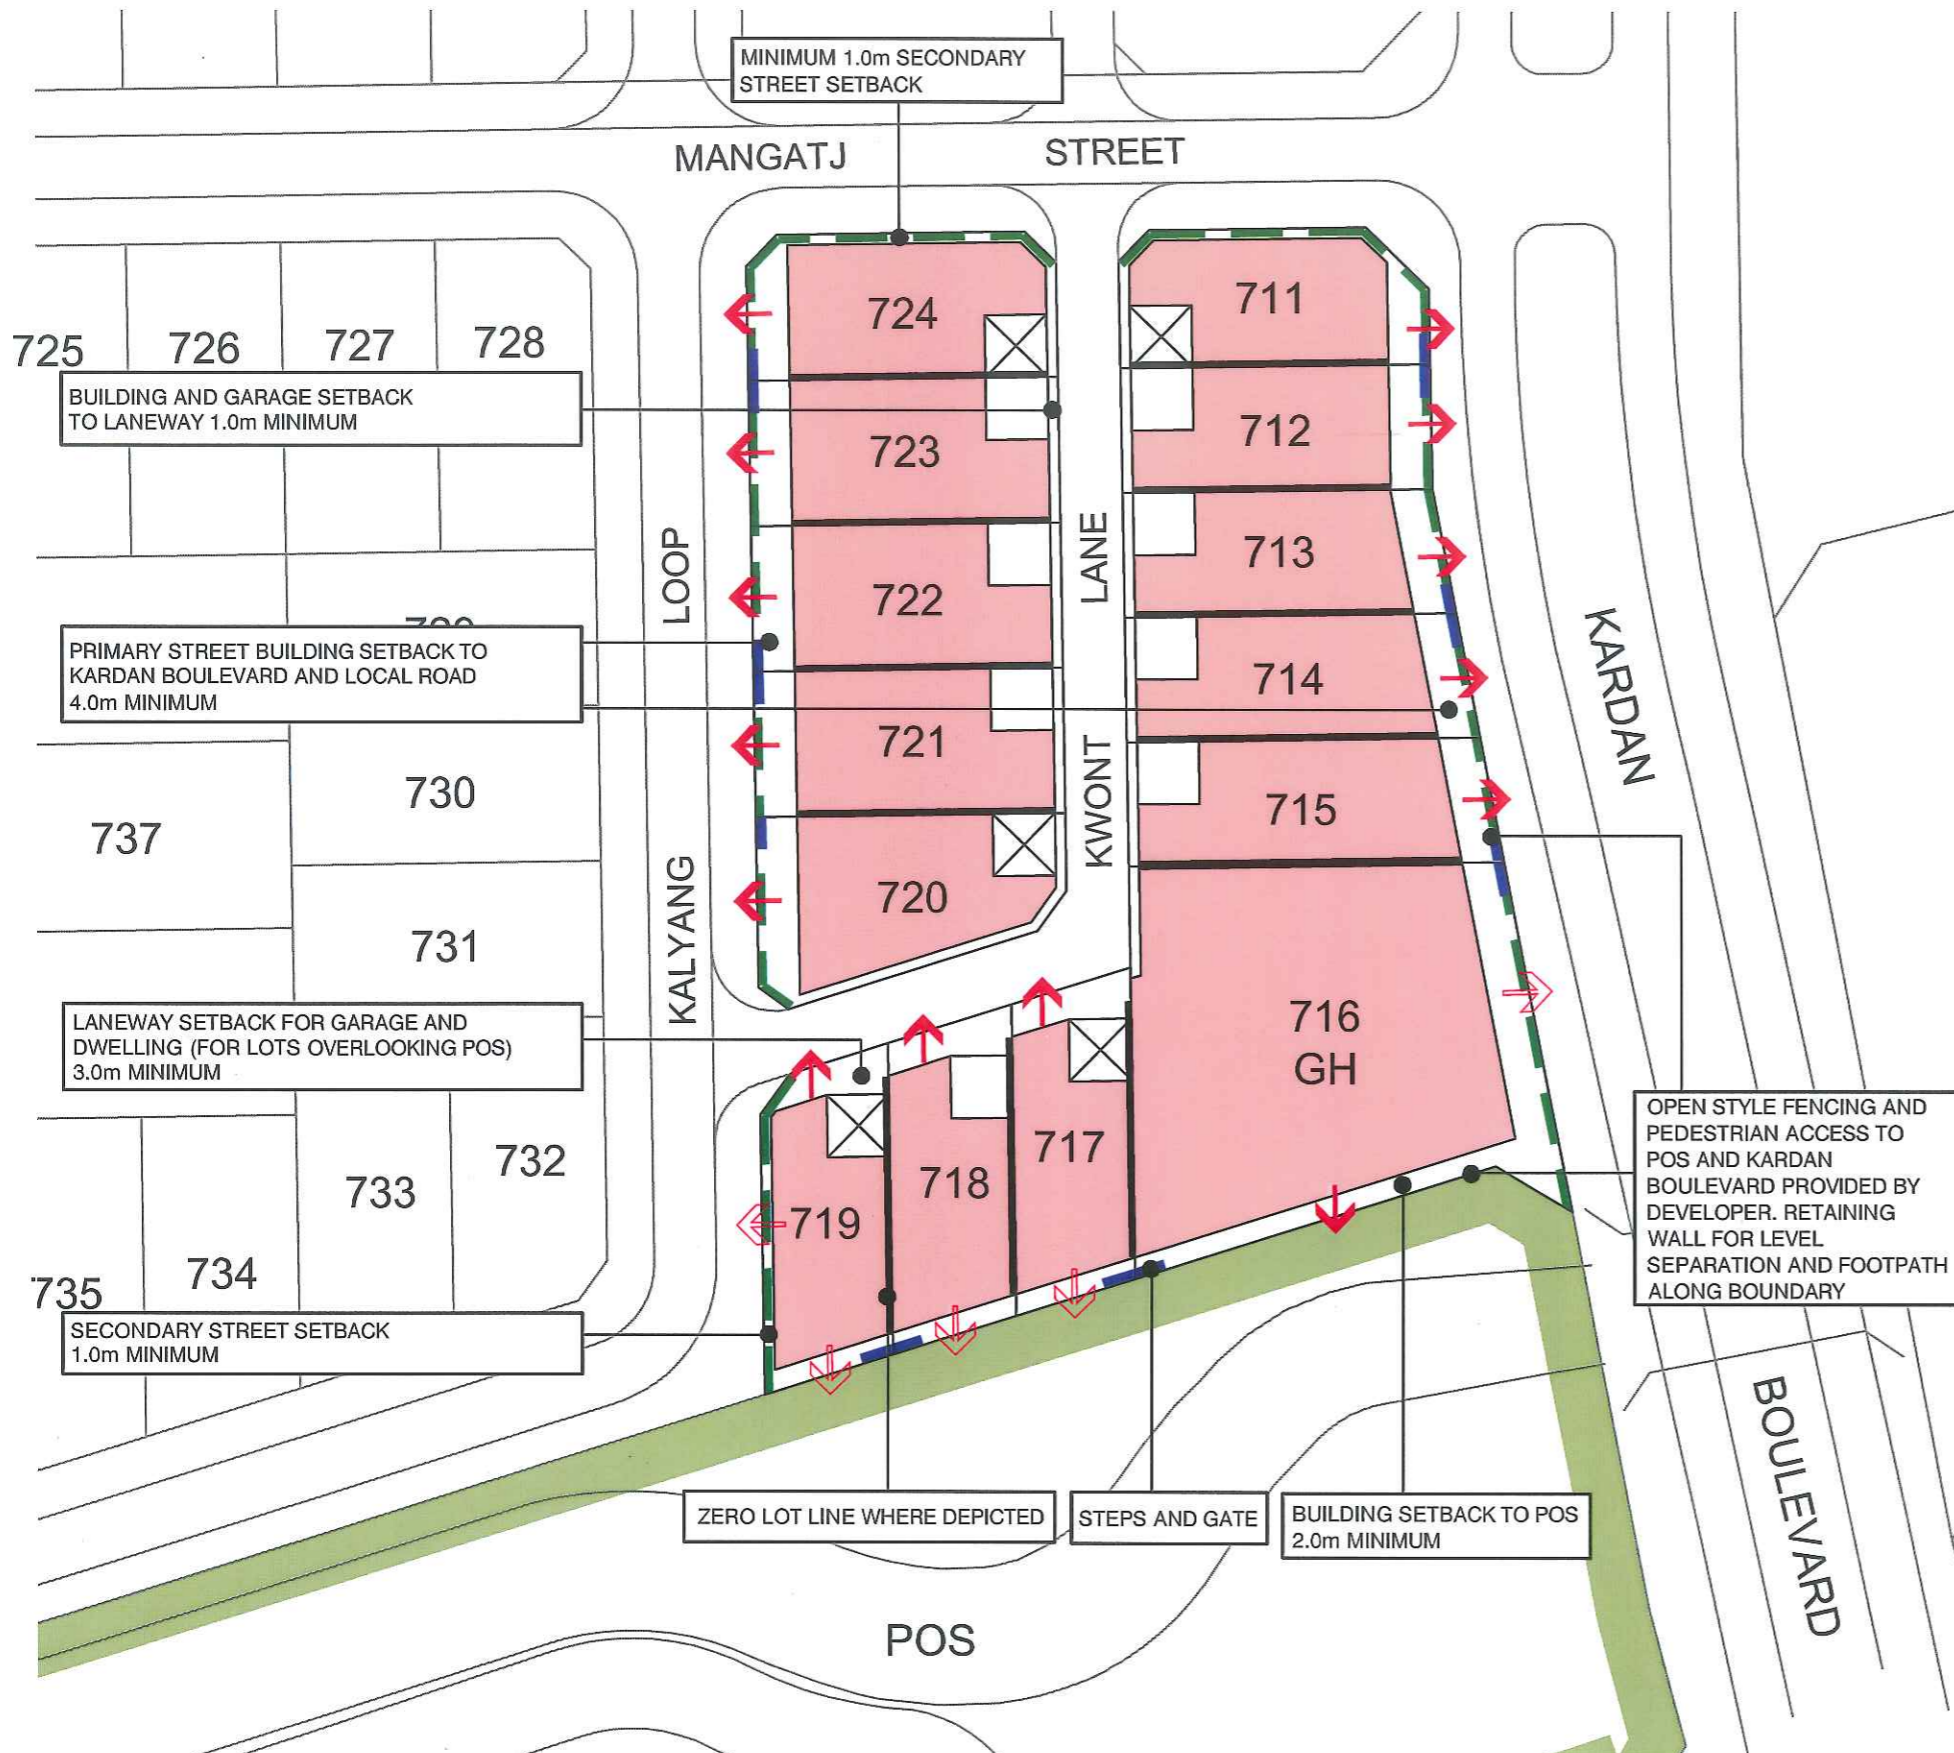 MINIMUM 1.0m SECONDARY
STREET SETBACK
MANGATJ STREET
724
711
725
726
727
728
BUILDING AND GARAGE SETBACK
TO LANEWAY 1.0m MINIMUM
723
712
LOOP
LANE
713
722
729
KARDAN
PRIMARY STREET BUILDING SETBACK TO
KARDAN BOULEVARD AND LOCAL ROAD
4.0m MINIMUM
714
721
730
KWONT
715
737
720
KALYANG
731
LANEWAY SETBACK FOR GARAGE AND
DWELLING (FOR LOTS OVERLOOKING POS)
3.0m MINIMUM
716
GH
OPEN STYLE FENCING AND
PEDESTRIAN ACCESS TO
POS AND KARDAN
BOULEVARD PROVIDED BY
DEVELOPER. RETAINING
WALL FOR LEVEL
SEPARATION AND FOOTPATH
ALONG BOUNDARY
717
718
719
732
733
734
735
SECONDARY STREET SETBACK
1.0m MINIMUM
BOULEVARD
ZERO LOT LINE WHERE DEPICTED
STEPS AND GATE
BUILDING SETBACK TO POS
2.0m MINIMUM
POS